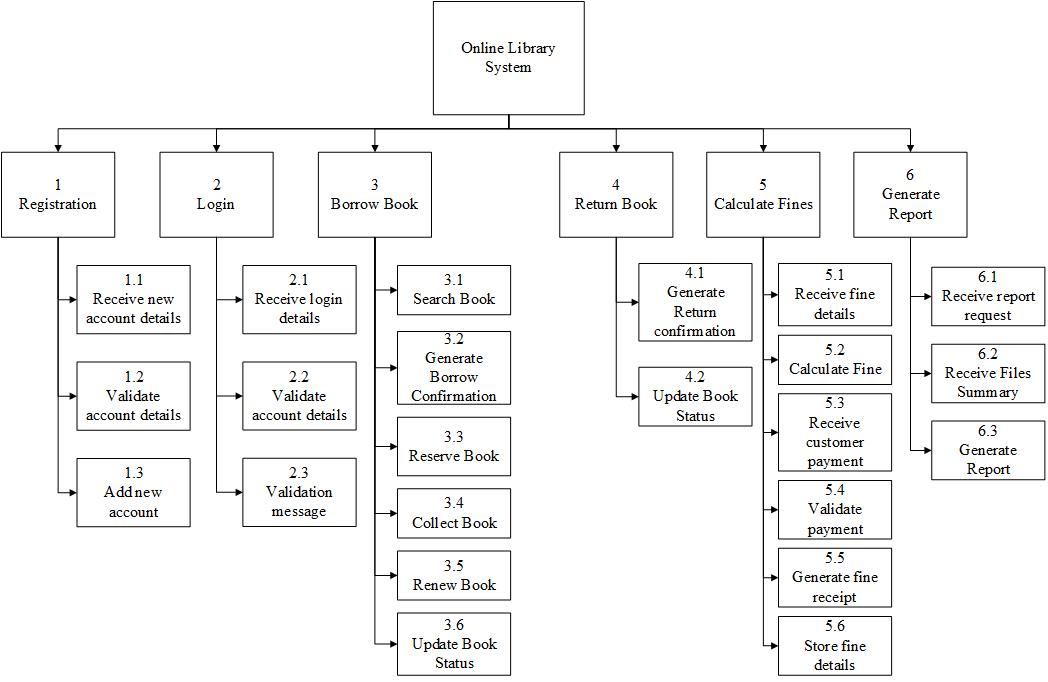 Online Library
System
1
Registration
2
Login
3
Borrow Book
4
Return Book
5
Calculate Fines
6
Generate
Report
1.1
Receive new
account details
1.2
Validate
account details
1.3
Add new
account
2.1
Receive login
details
2.2
Validate
account details
2.3
Validation
message
3.1
Search Book
3.2
Generate
Borrow
Confirmation
3.3
Reserve Book
3.4
Collect Book
3.5
Renew Book
3.6
Update Book
Status
4.1
Generate
Return
confirmation
4.2
Update Book
Status
5.1
Receive fine
details
5.2
Calculate Fine
5.3
Receive
customer
payment
5.4
Validate
payment
5.5
Generate fine
receipt
5.6
Store fine
details
6.1
Receive report
request
6.2
Receive Files
Summary
6.3
Generate
Report